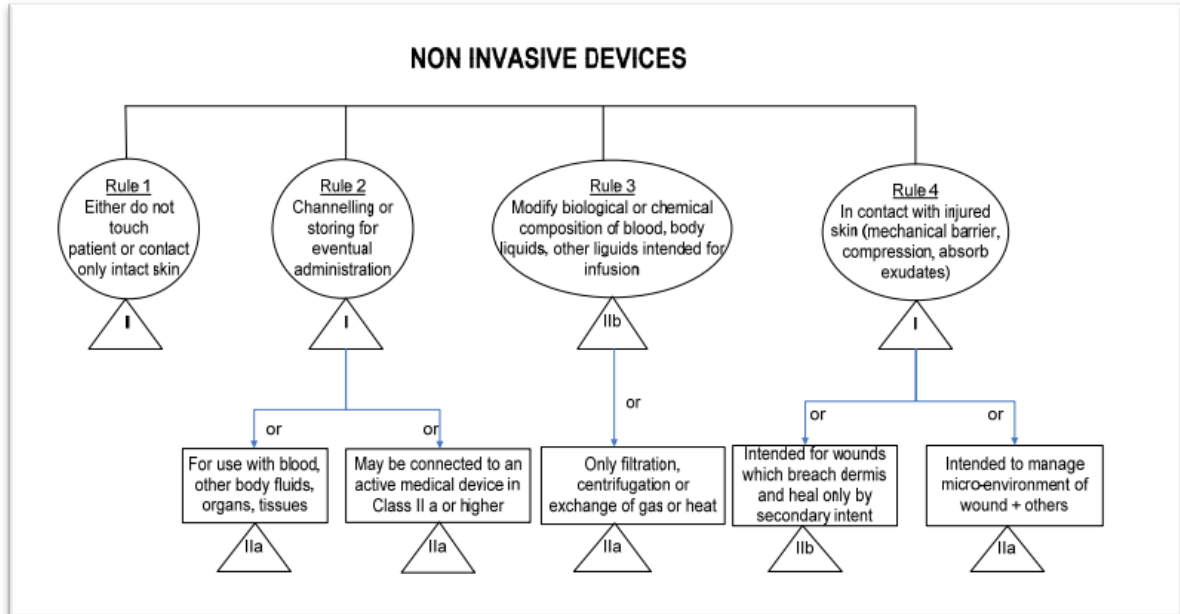 NON INVASIVE DEVICES
Rule 1
Either do not
touch
patient or contact
only intact skin
I
Rule 2
Channelling or
storing for
eventual
administration
I
Rule 3
Modify biological or chemical
composition of blood, body
liquids, other liquids intended for
infusion
IIb
Rule 4
In contact with injured
skin (mechanical barrier,
compression, absorb
exudates)
I
or
or
or
or
or
For use with blood,
other body fluids,
organs, tissues
IIa
May be connected to an
active medical device in
Class II a or higher
IIa
Only filtration,
centrifugation or
exchange of gas or heat
IIa
Intended for wounds
which breach dermis
and heal only by
secondary intent
IIb
Intended to manage
micro-environment of
wound + others
IIa